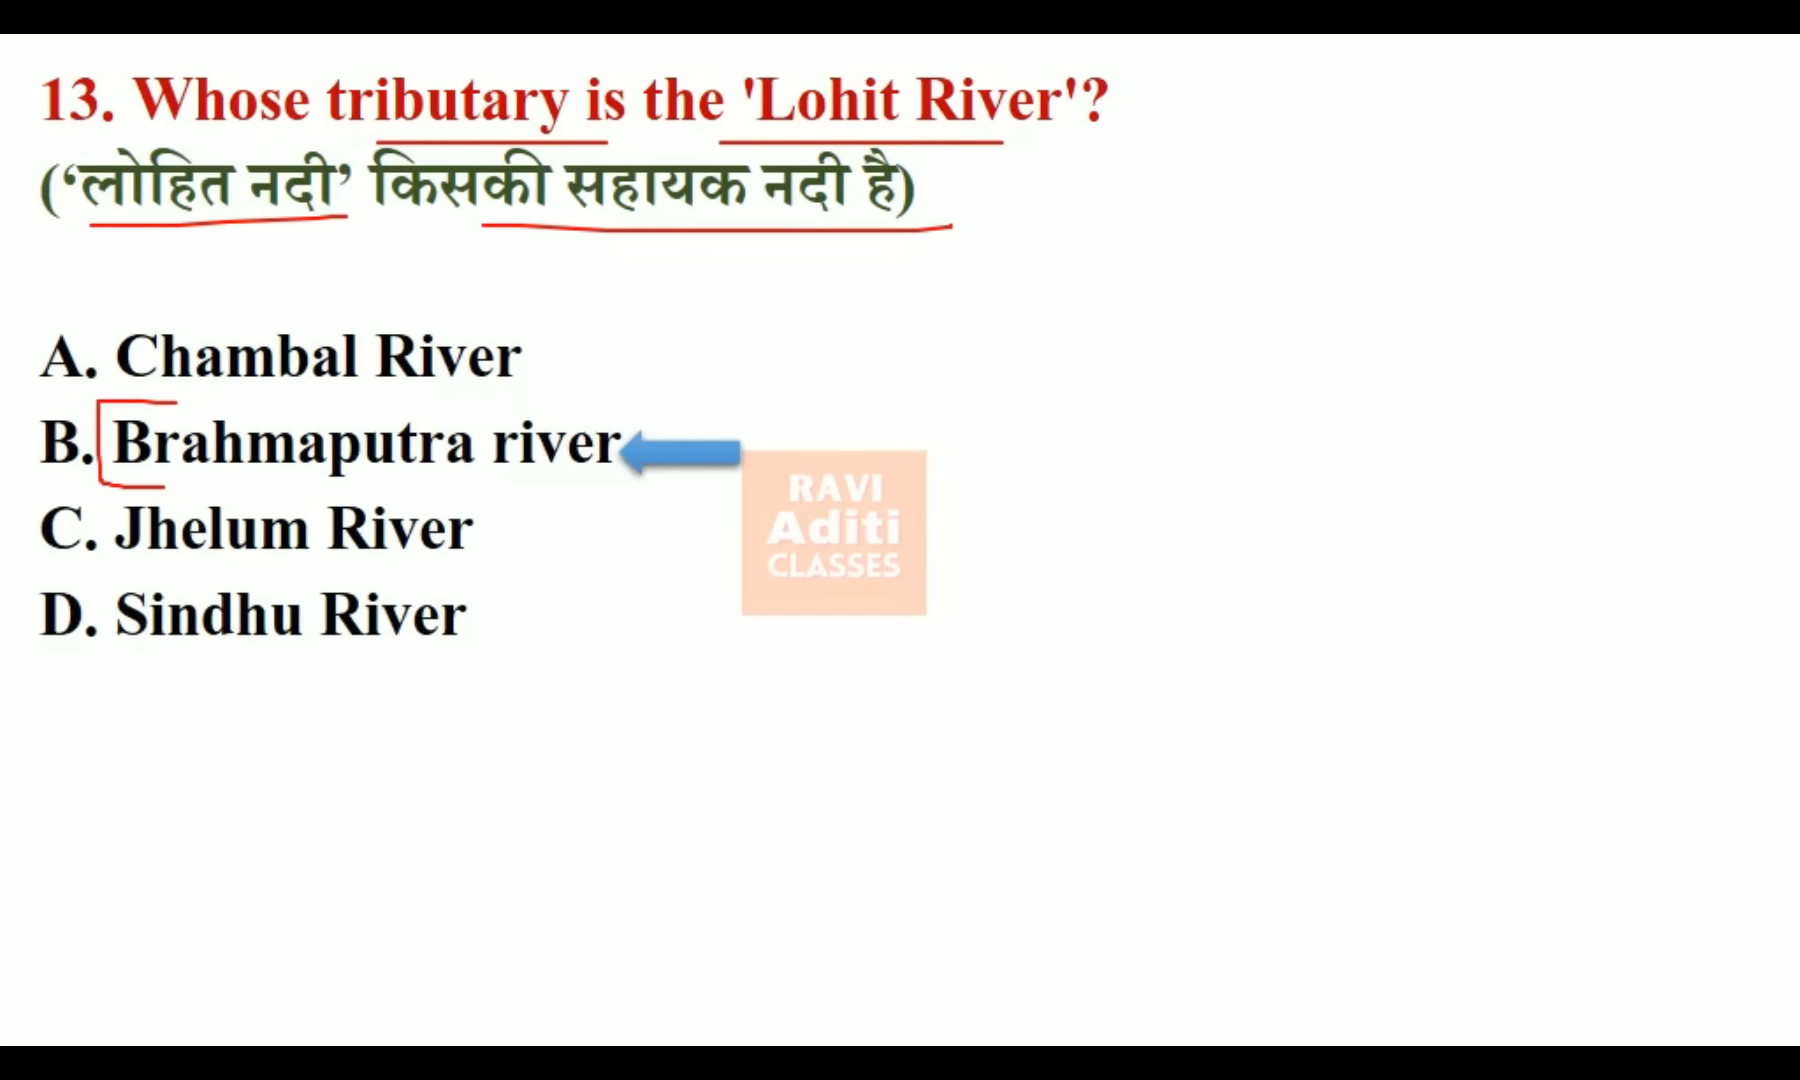 13. Whose tributary is the 'Lohit River'?
(‘लोहित नदी’ किसकी सहायक नदी है)
A. Chambal River
B. Brahmaputra river
C. Jhelum River
D. Sindhu River
RAVI
Aditi
CLASSES